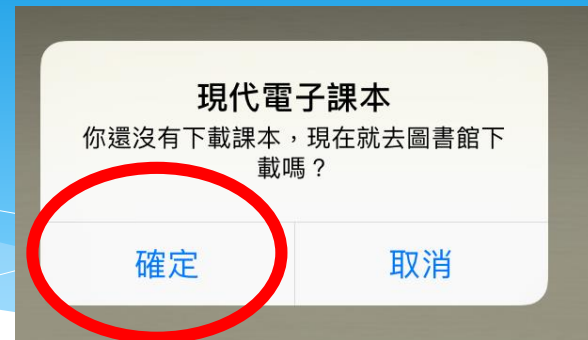 現代電子課本
你還沒有下載課本，現在就去圖書館下
載嗎？
確定
取消